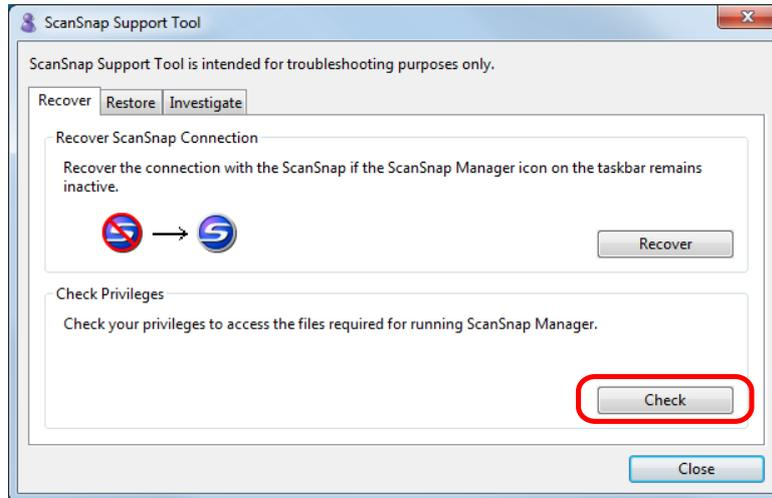 ScanSnap Support Tool
ScanSnap Support Tool is intended for troubleshooting purposes only.
Recover Restore Investigate
Recover ScanSnap Connection
Recover the connection with the ScanSnap if the ScanSnap Manager icon on the taskbar remains
inactive.
Recover
Check Privileges
Check your privileges to access the files required for running ScanSnap Manager.
Check
Close